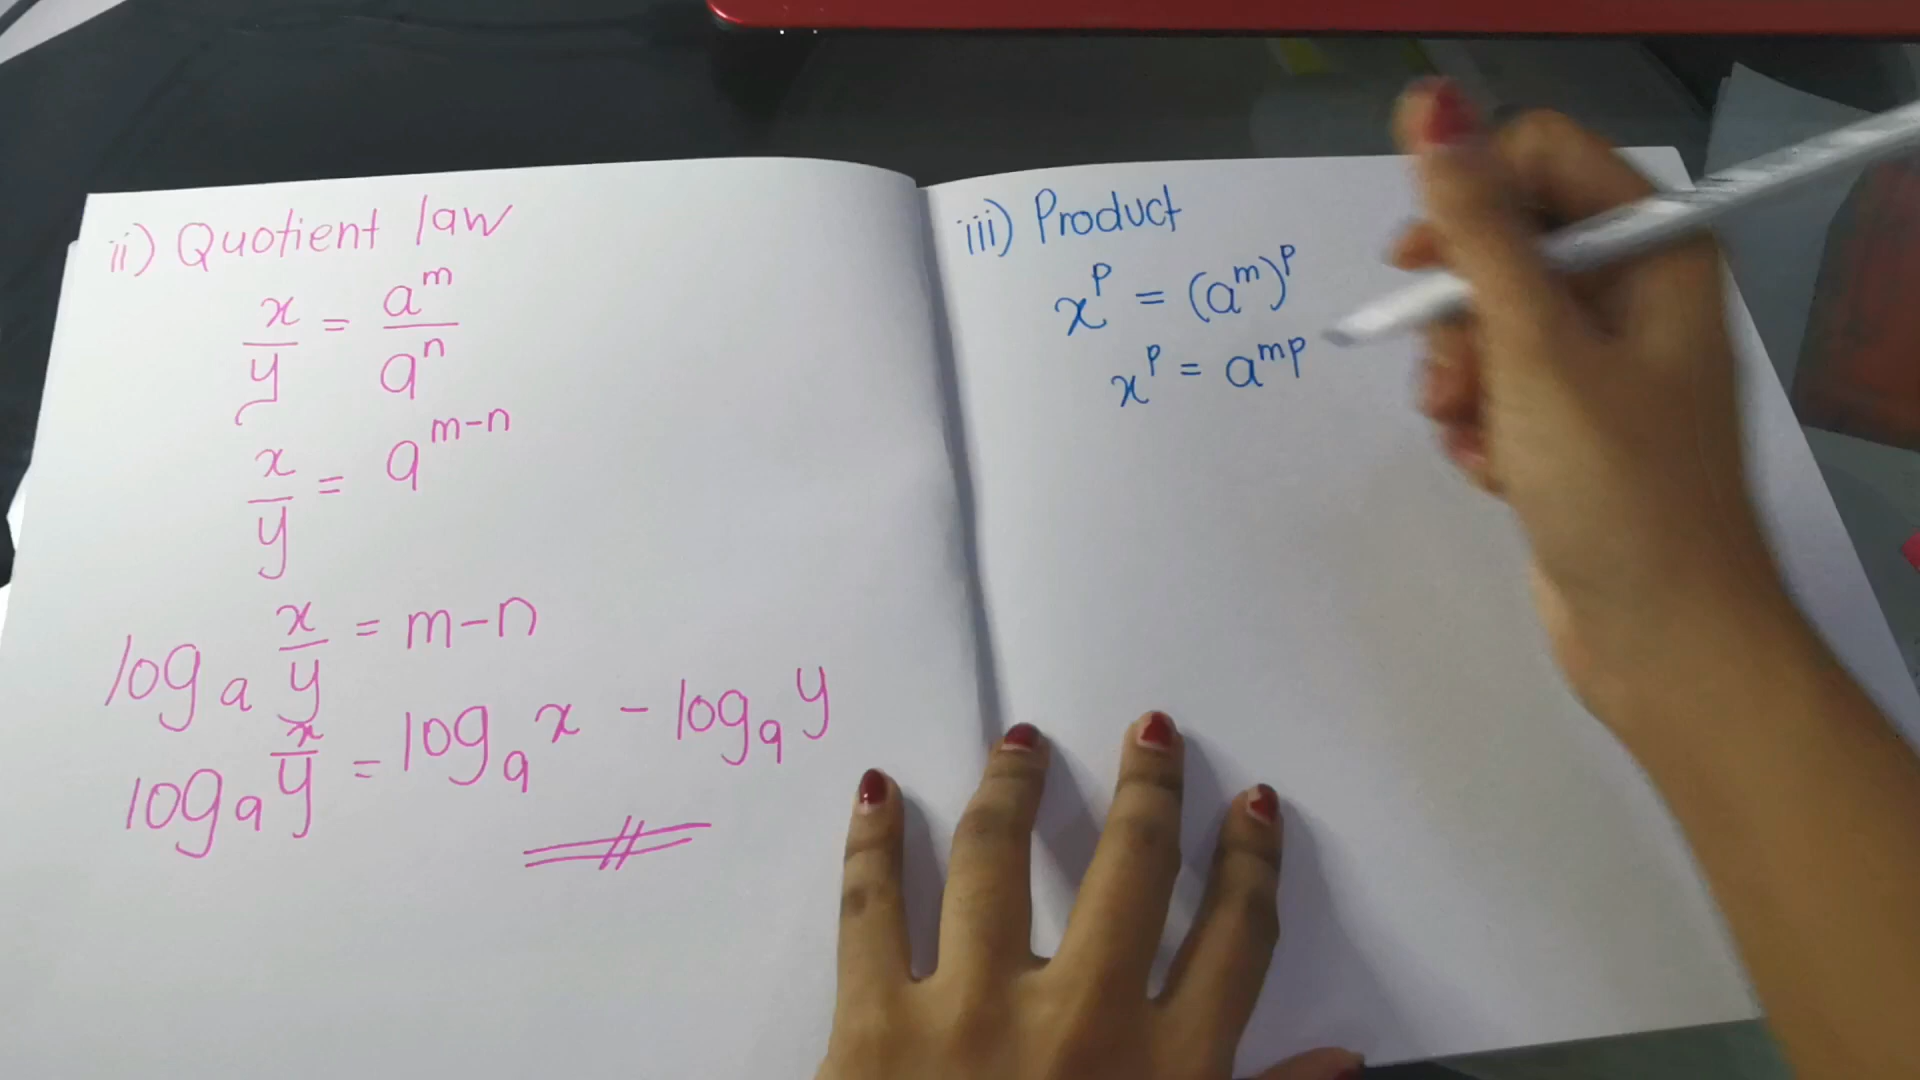 ii) Quotient law
x/y = a^m/a^n
x/y = a^(m-n)
log_a x/y = m-n
log_a x/y = log_a x - log_a y
iii) Product
x^p = (a^m)^p
x^p = a^mp